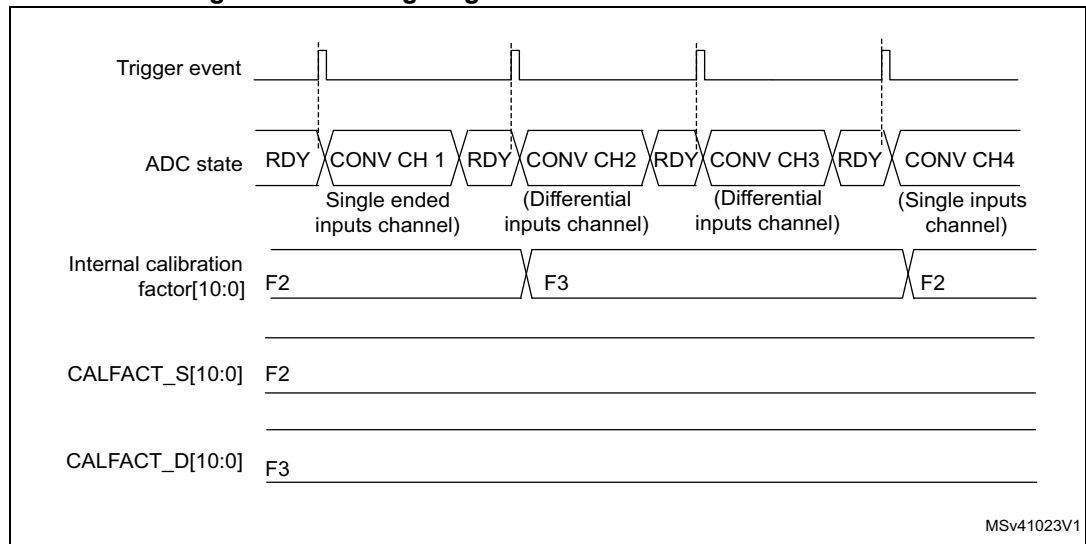 Trigger event
ADC state RDY CONV CH 1 RDY CONV CH2 RDY CONV CH3 RDY CONV CH4
Single ended (Differential (Differential (Single inputs
inputs channel) inputs channel) inputs channel) channel)
Internal calibration
factor[10:0] F2 F3 F2
CALFACT_S[10:0] F2
CALFACT_D[10:0] F3
MSv41023V1